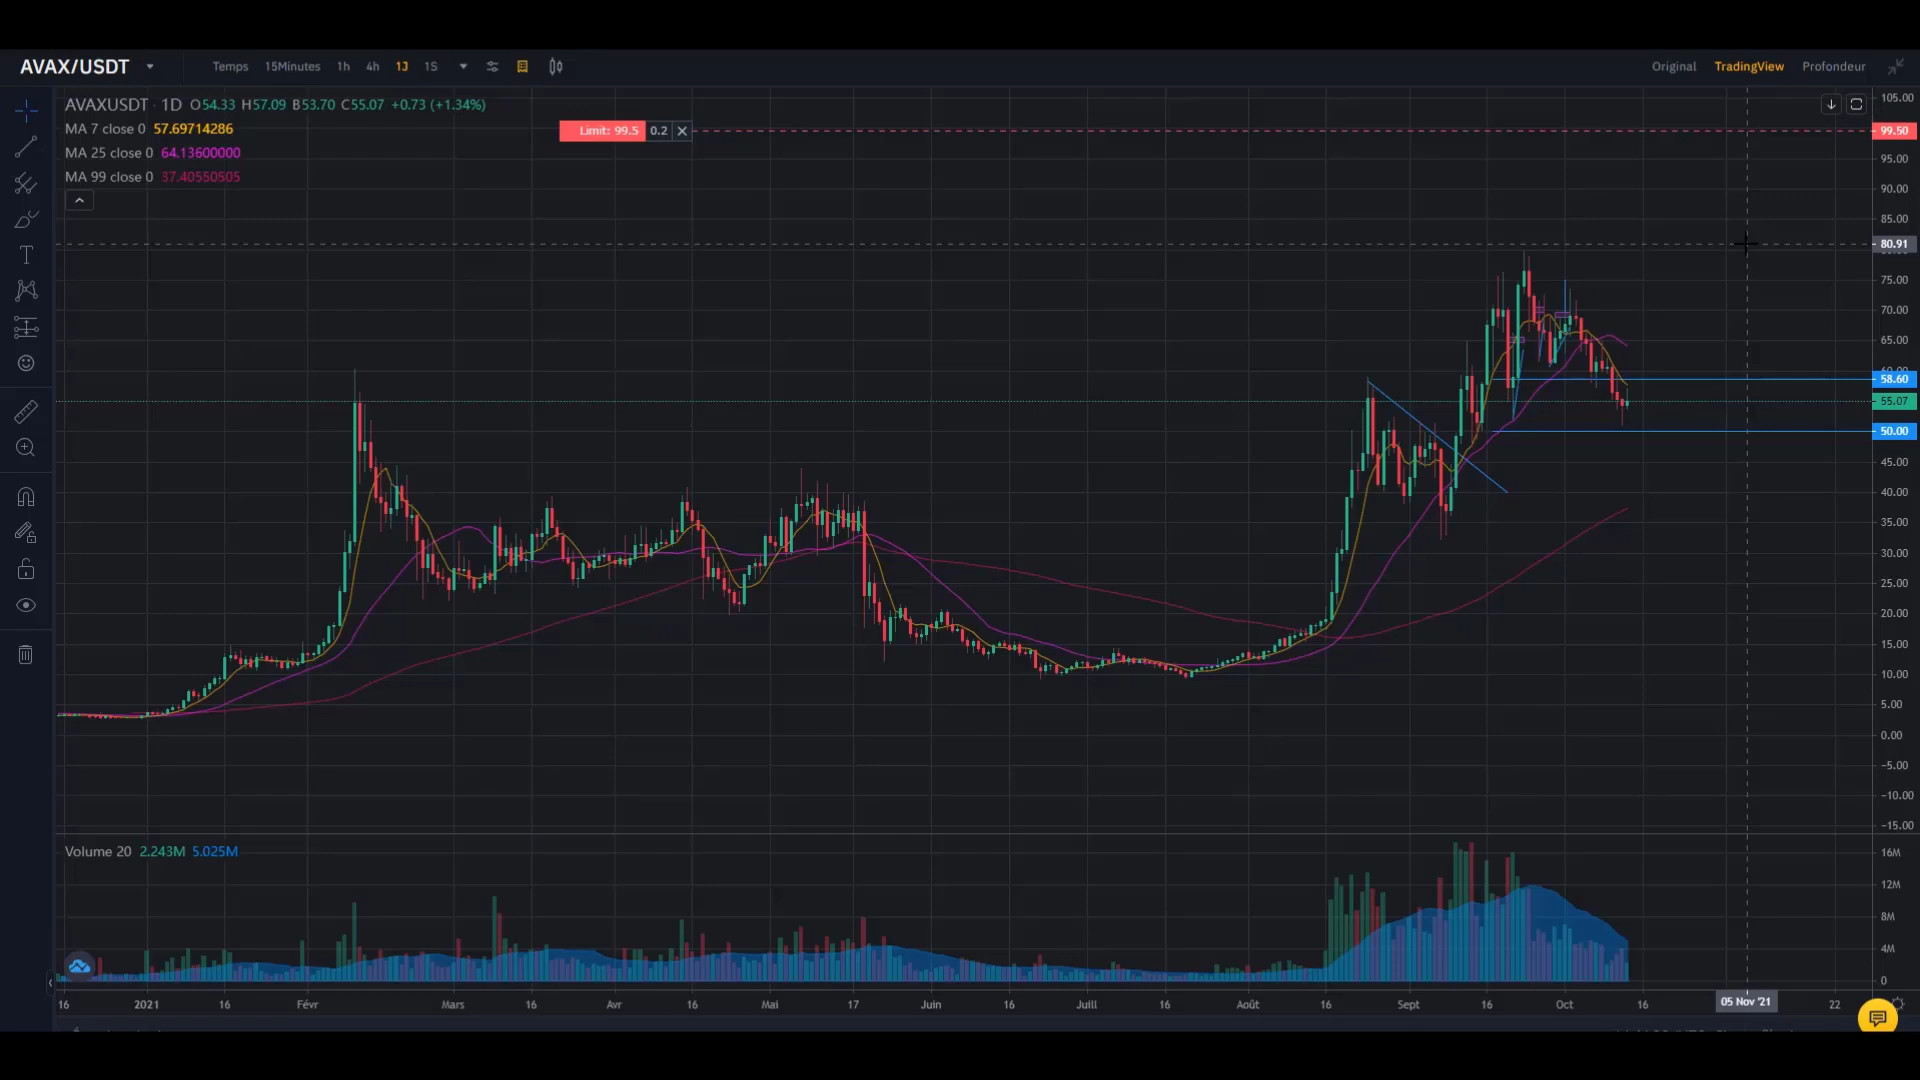 AVAX/USDT Temps 15Minutes 1h 4h 1J 1S Original TradingView Profondeur
AVAXUSDT · 1D O54.33 H57.09 B53.70 C55.07 +0.73 (+1.34%)
MA 7 close 0 57.69714286
MA 25 close 0 64.13600000
MA 99 close 0 37.40550505
Limit: 99.5 0.2
105.00
99.50
95.00
90.00
85.00
80.91
75.00
70.00
65.00
58.60
55.07
50.00
45.00
40.00
35.00
30.00
25.00
20.00
15.00
10.00
5.00
0.00
−5.00
−10.00
−15.00
Volume 20 2.243M 5.025M
16M
12M
8M
4M
0
16 2021 16 Févr Mars 16 Avr 16 Mai 17 Juin 16 Juill 16 Août 16 Sept 16 Oct 16 05 Nov '21 22